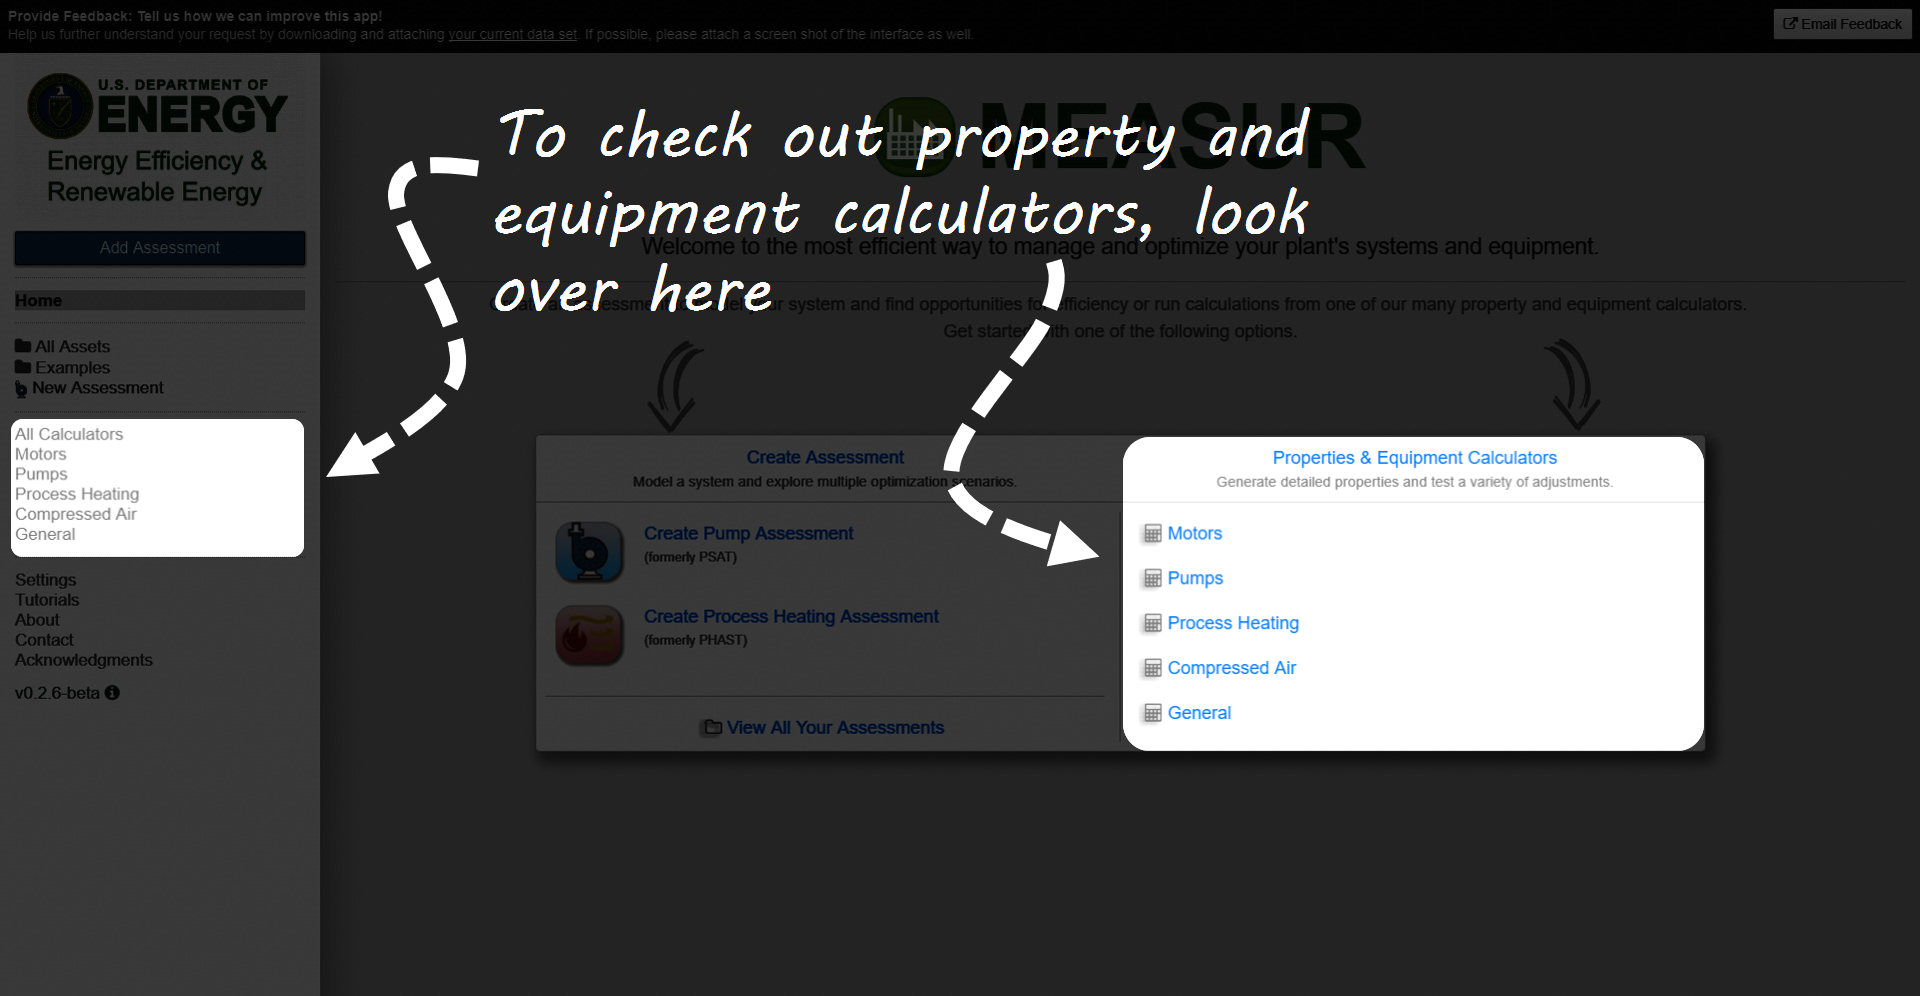 Provide Feedback: Tell us how we can improve this app!
Help us further understand your request by downloading and attaching your current data set. If possible, please attach a screen shot of the interface as well.
Email Feedback
U.S. DEPARTMENT OF
ENERGY
Energy Efficiency &
Renewable Energy
Add Assessment
Home
All Assets
Examples
New Assessment
All Calculators
Motors
Pumps
Process Heating
Compressed Air
General
Settings
Tutorials
About
Contact
Acknowledgments
v0.2.6-beta
MEASUR
To check out property and
equipment calculators, look
over here
Welcome to the most efficient way to manage and optimize your plant's systems and equipment.
system and find opportunities for efficiency or run calculations from one of our many property and equipment calculators.
Get started with one of the following options.
Create Assessment
Model a system and explore multiple optimization scenarios.
Create Pump Assessment
(formerly PSAT)
Create Process Heating Assessment
(formerly PHAST)
View All Your Assessments
Properties & Equipment Calculators
Generate detailed properties and test a variety of adjustments.
Motors
Pumps
Process Heating
Compressed Air
General